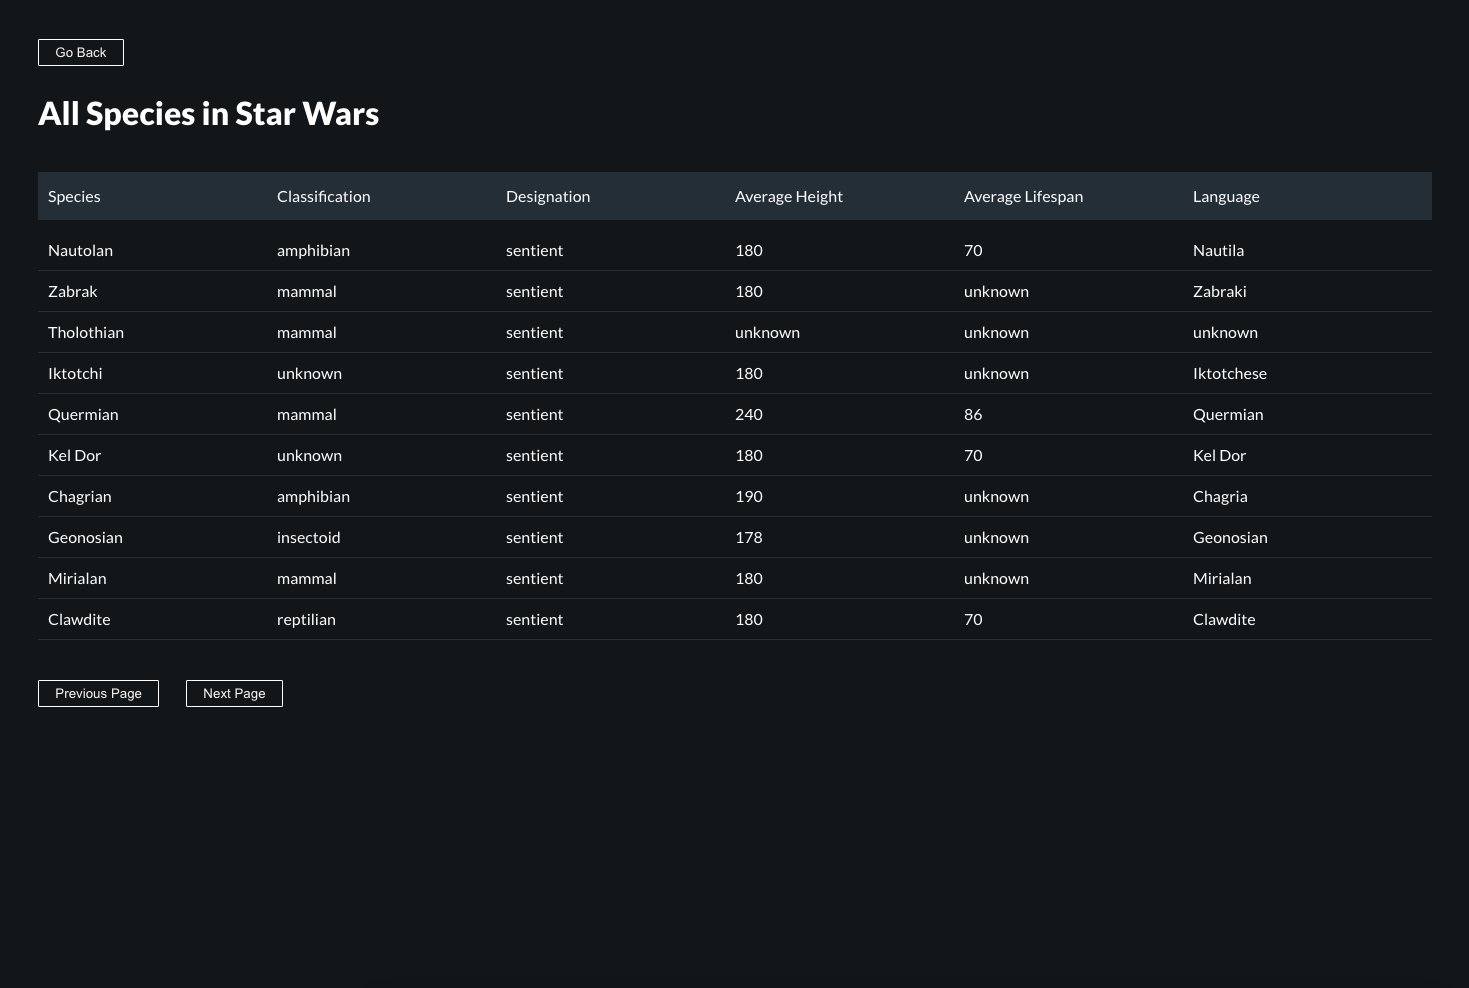 Go Back
All Species in Star Wars
Species Classification Designation Average Height Average Lifespan Language
Nautolan amphibian sentient 180 70 Nautila
Zabrak mammal sentient 180 unknown Zabraki
Tholothian mammal sentient unknown unknown unknown
Iktotchi unknown sentient 180 unknown Iktotchese
Quermian mammal sentient 240 86 Quermian
Kel Dor unknown sentient 180 70 Kel Dor
Chagrian amphibian sentient 190 unknown Chagria
Geonosian insectoid sentient 178 unknown Geonosian
Mirialan mammal sentient 180 unknown Mirialan
Clawdite reptilian sentient 180 70 Clawdite
Previous Page Next Page